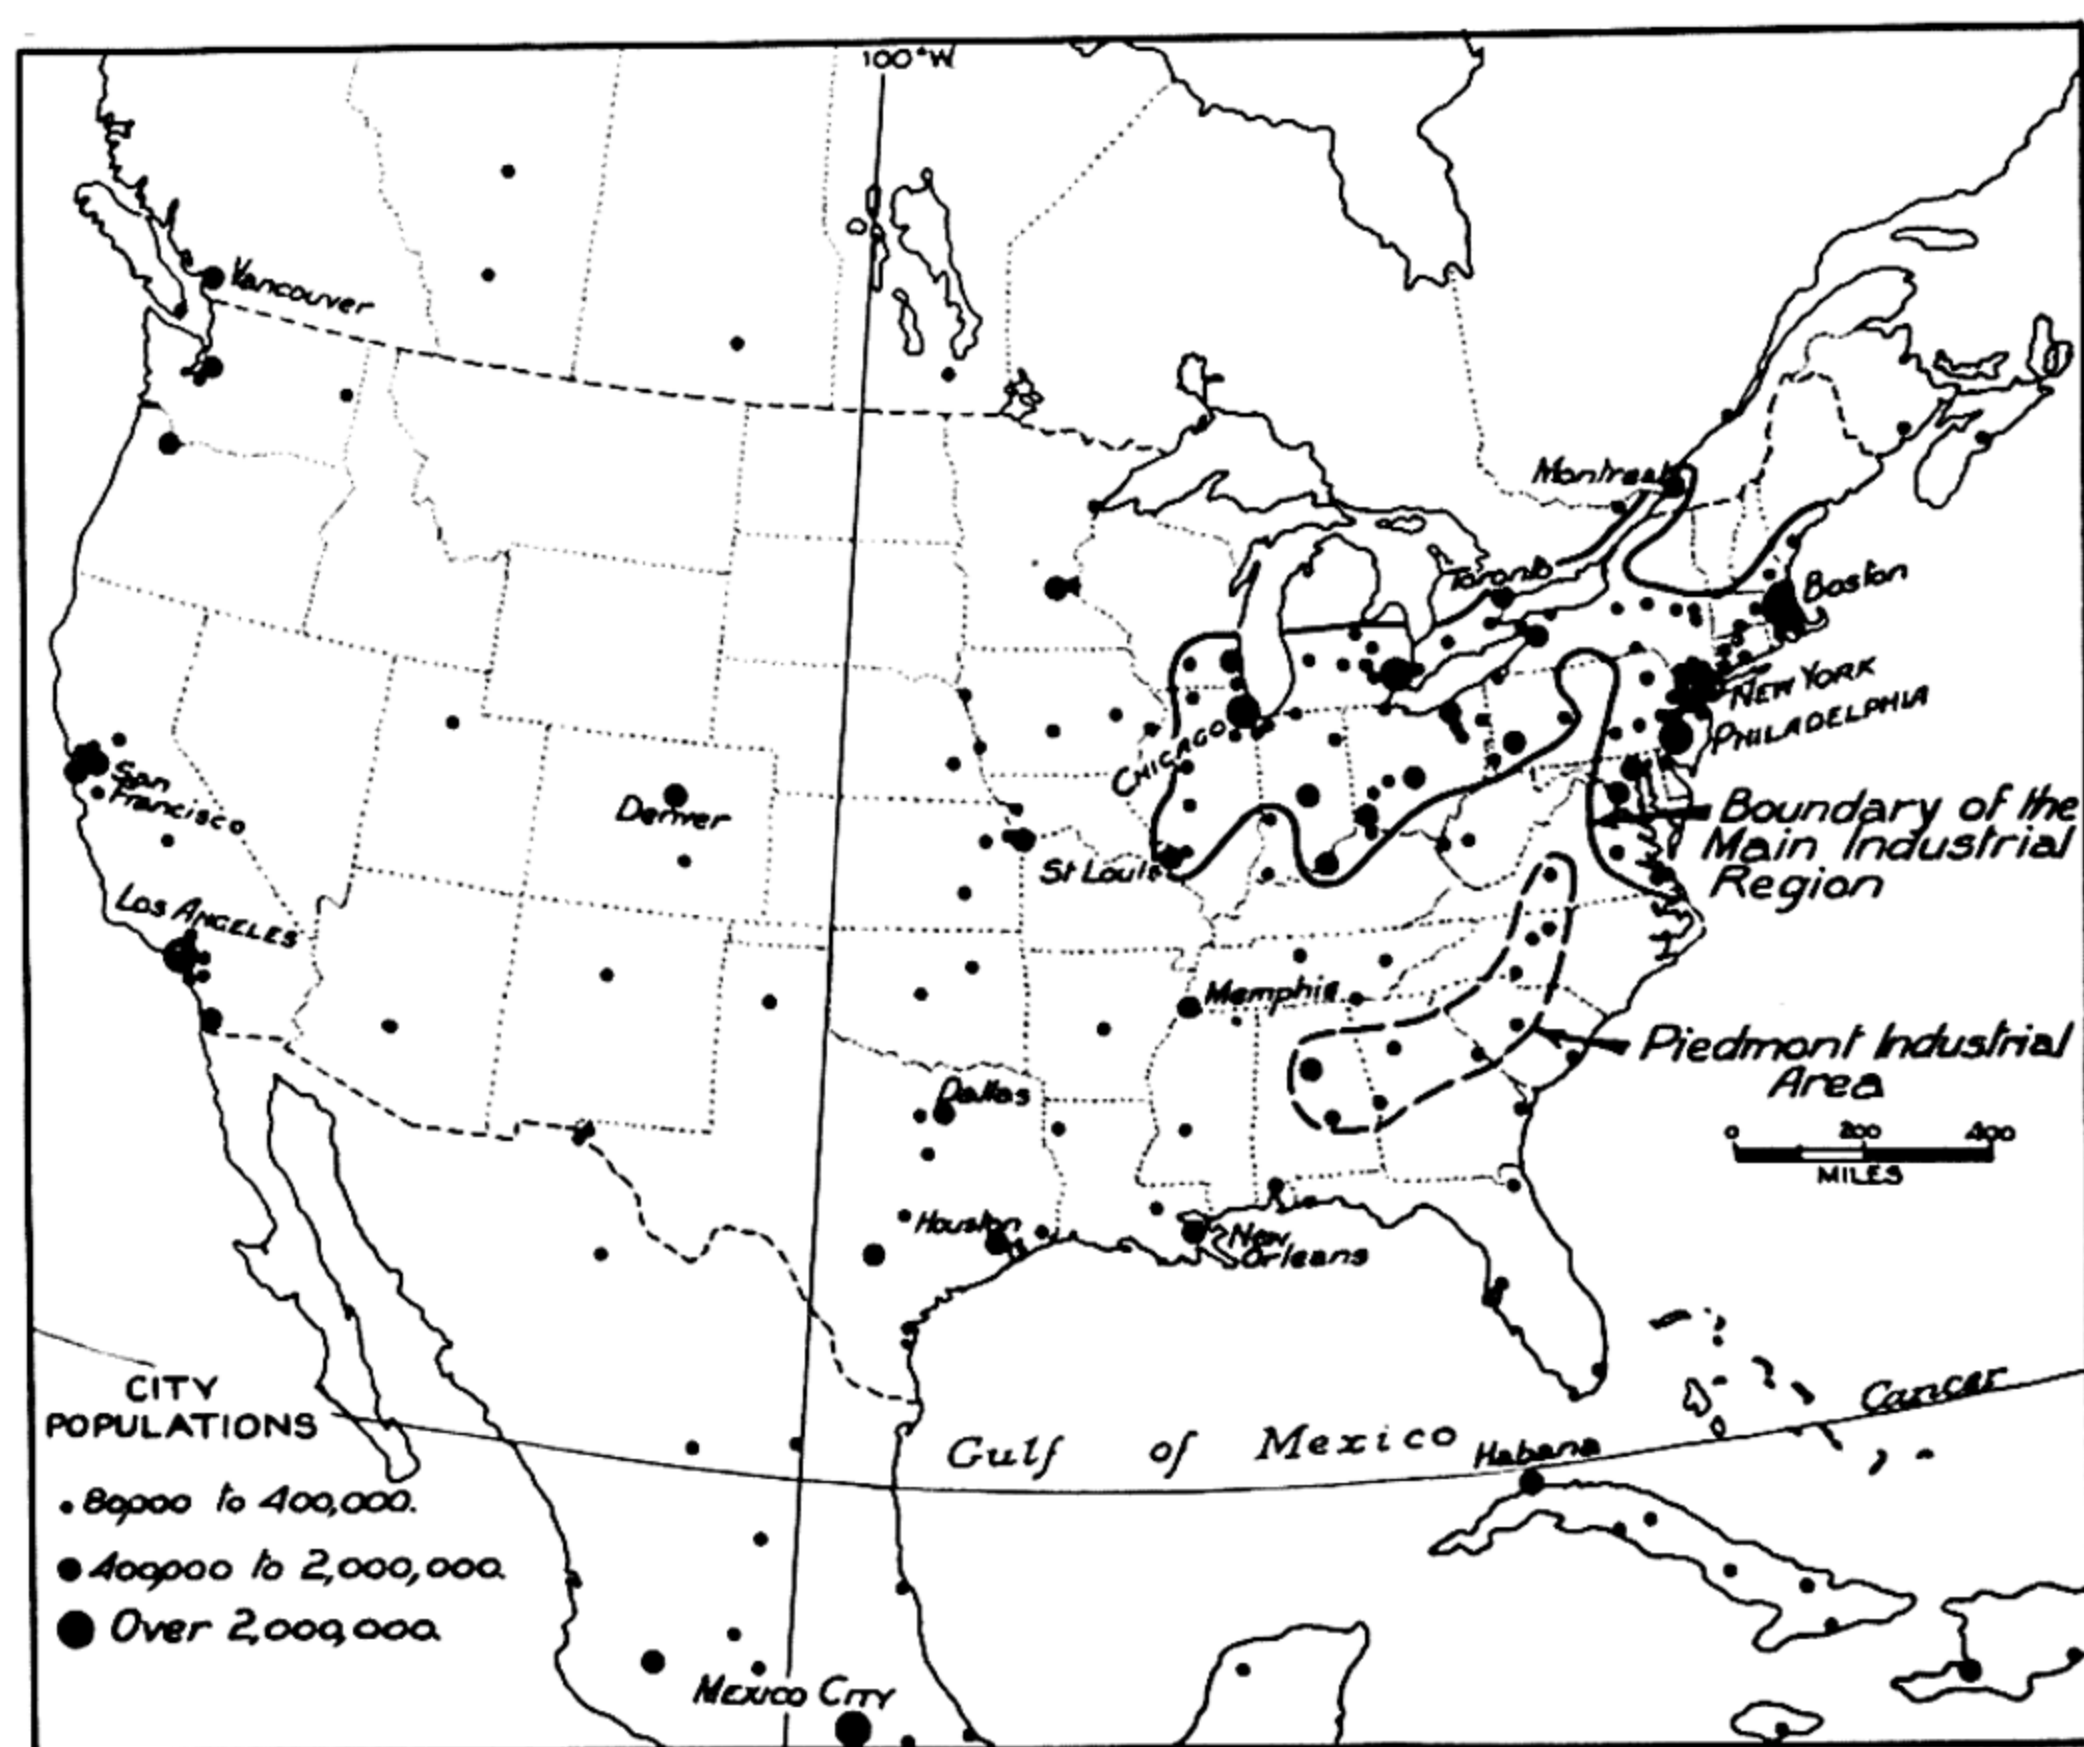 100°W
Vancouver
Montreal
Toronto
Boston
NEW YORK
PHILADELPHIA
CHICAGO
San
Francisco
Denver
Boundary of the
Main Industrial
Region
St Louis
LOS ANGELES
Memphis
Piedmont Industrial
Area
Dallas
0 200 400
MILES
Houston
New
Orleans
Cancer
CITY
POPULATIONS
Gulf of Mexico
Habana
80,000 to 400,000.
400,000 to 2,000,000.
Over 2,000,000.
MEXICO CITY